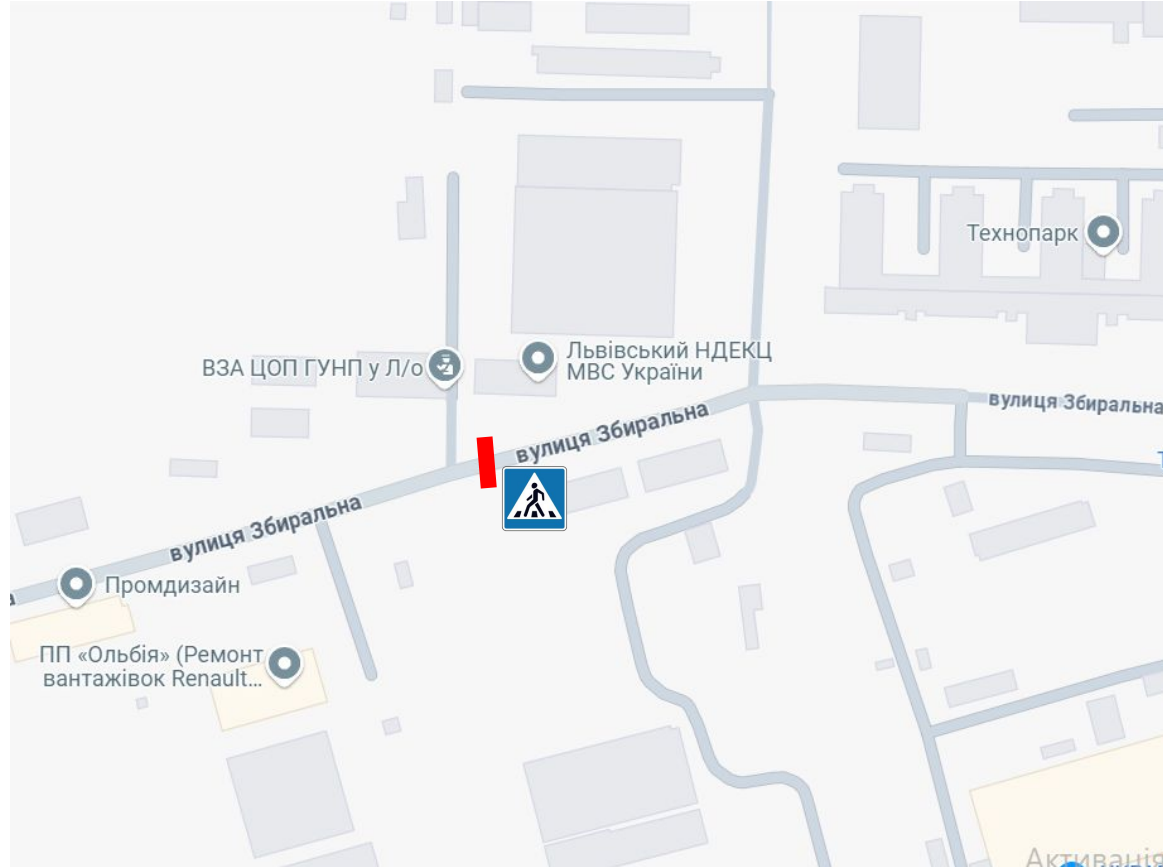 Технопарк
Львівський НДЕКЦ
МВС України
ВЗА ЦОП ГУНП у Л/о
вулиця Збиральна
вулиця Збиральна
вулиця Збиральна
Промдизайн
ПП «Ольбія» (Ремонт
вантажівок Renault...
Активація